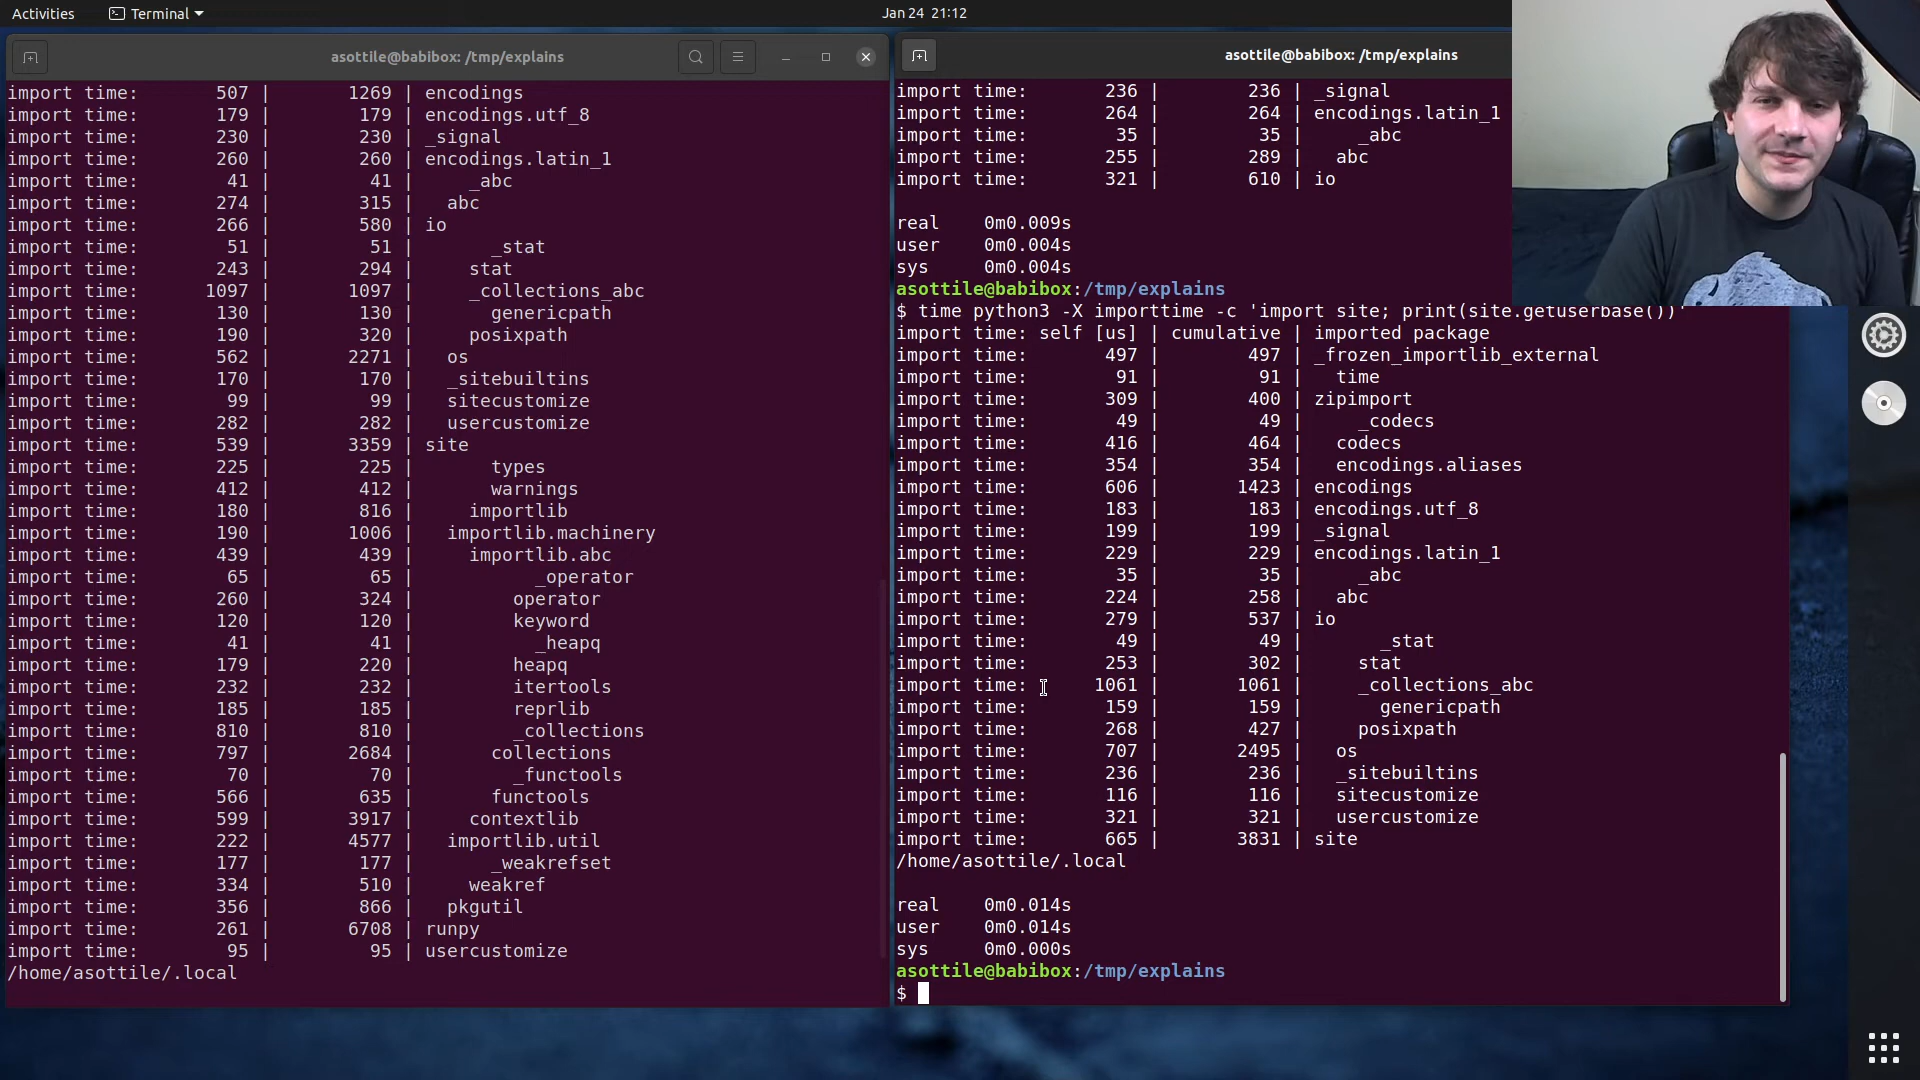 Activities
Terminal
Jan 24 21:12
asottile@babibox: /tmp/explains
import time: 507 | 1269 | encodings
import time: 179 | 179 | encodings.utf_8
import time: 230 | 230 | _signal
import time: 260 | 260 | encodings.latin_1
import time: 41 | 41 | _abc
import time: 274 | 315 | abc
import time: 266 | 580 | io
import time: 51 | 51 | _stat
import time: 243 | 294 | stat
import time: 1097 | 1097 | _collections_abc
import time: 130 | 130 | genericpath
import time: 190 | 320 | posixpath
import time: 562 | 2271 | os
import time: 170 | 170 | _sitebuiltins
import time: 99 | 99 | sitecustomize
import time: 282 | 282 | usercustomize
import time: 539 | 3359 | site
import time: 225 | 225 | types
import time: 412 | 412 | warnings
import time: 180 | 816 | importlib
import time: 190 | 1006 | importlib.machinery
import time: 439 | 439 | importlib.abc
import time: 65 | 65 | _operator
import time: 260 | 324 | operator
import time: 120 | 120 | keyword
import time: 41 | 41 | _heapq
import time: 179 | 220 | heapq
import time: 232 | 232 | itertools
import time: 185 | 185 | reprlib
import time: 810 | 810 | _collections
import time: 797 | 2684 | collections
import time: 70 | 70 | _functools
import time: 566 | 635 | functools
import time: 599 | 3917 | contextlib
import time: 222 | 4577 | importlib.util
import time: 177 | 177 | _weakrefset
import time: 334 | 510 | weakref
import time: 356 | 866 | pkgutil
import time: 261 | 6708 | runpy
import time: 95 | 95 | usercustomize
/home/asottile/.local
asottile@babibox: /tmp/explains
import time: 236 | 236 | _signal
import time: 264 | 264 | encodings.latin_1
import time: 35 | 35 | _abc
import time: 255 | 289 | abc
import time: 321 | 610 | io
real 0m0.009s
user 0m0.004s
sys 0m0.004s
asottile@babibox:/tmp/explains
$ time python3 -X importtime -c 'import site; print(site.getuserbase())'
import time: self [us] | cumulative | imported package
import time: 497 | 497 | _frozen_importlib_external
import time: 91 | 91 | time
import time: 309 | 400 | zipimport
import time: 49 | 49 | _codecs
import time: 416 | 464 | codecs
import time: 354 | 354 | encodings.aliases
import time: 606 | 1423 | encodings
import time: 183 | 183 | encodings.utf_8
import time: 199 | 199 | _signal
import time: 229 | 229 | encodings.latin_1
import time: 35 | 35 | _abc
import time: 224 | 258 | abc
import time: 279 | 537 | io
import time: 49 | 49 | _stat
import time: 253 | 302 | stat
import time: 1061 | 1061 | _collections_abc
import time: 159 | 159 | genericpath
import time: 268 | 427 | posixpath
import time: 707 | 2495 | os
import time: 236 | 236 | _sitebuiltins
import time: 116 | 116 | sitecustomize
import time: 321 | 321 | usercustomize
import time: 665 | 3831 | site
/home/asottile/.local
real 0m0.014s
user 0m0.014s
sys 0m0.000s
asottile@babibox:/tmp/explains
$